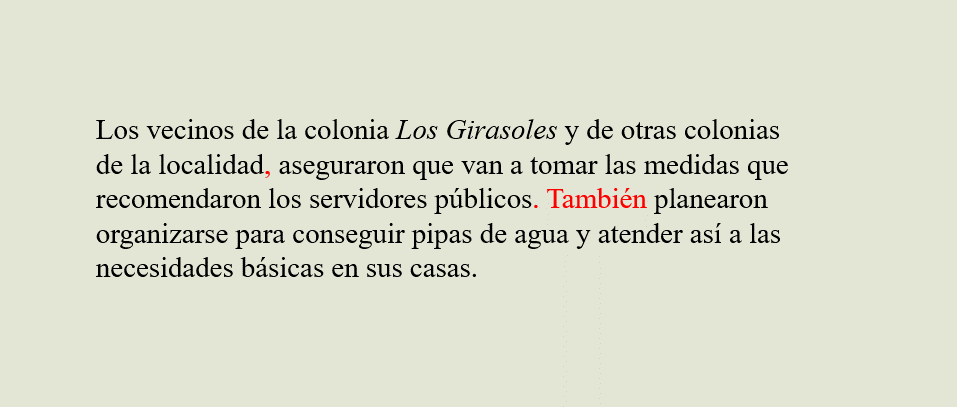 Los vecinos de la colonia Los Girasoles y de otras colonias
de la localidad, aseguraron que van a tomar las medidas que
recomendaron los servidores públicos. También planearon
organizarse para conseguir pipas de agua y atender así a las
necesidades básicas en sus casas.